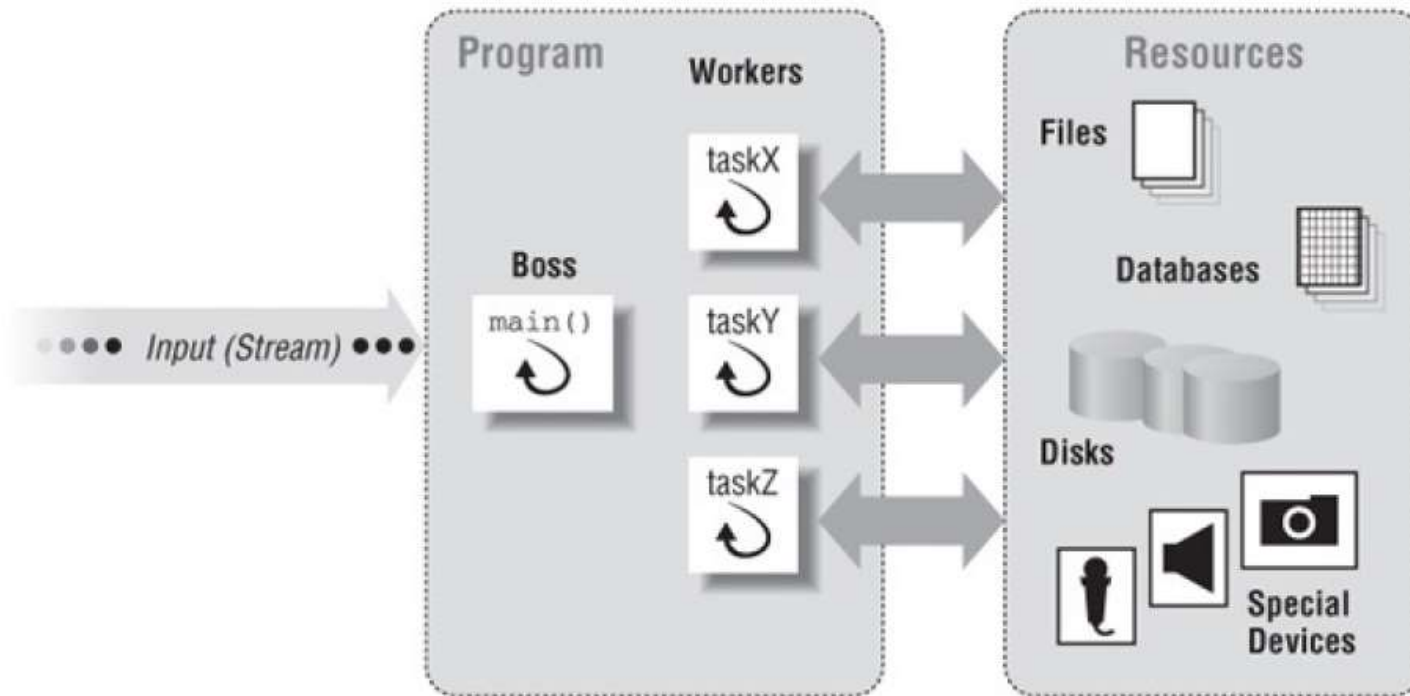 Program
Workers
taskX
Boss
main()
taskY
taskZ
Input (Stream)
Resources
Files
Databases
Disks
Special
Devices